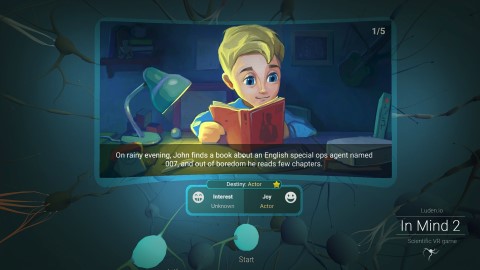 1/5
On rainy evening, John finds a book about an English special ops agent named
007, and out of boredom he reads few chapters.
Destiny: Actor
Interest
Unknown
Joy
Actor
Start
Luden.io
In Mind 2
Scientific VR game